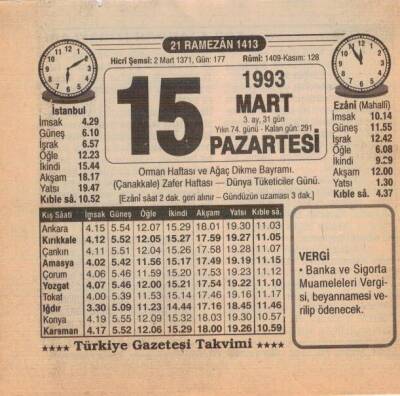 21 RAMEZÂN 1413
Hicrî Şemsi: 2 Mart 1371, Gün: 177 Rûmî: 1409-Kasım: 128
15
1993
MART
3. ay, 31 gün
Yılın 74. günü - Kalan gün: 291
PAZARTESİ
İstanbul
İmsak 4.29
Güneş 6.10
İşrak 6.57
Öğle 12.23
İkindi 15.44
Akşam 18.17
Yatsı 19.47
Kıble sâ. 10.52
Ezânî (Mahallî)
İmsak 10.14
Güneş 11.55
İşrak 12.42
Öğle 6.08
İkindi 9.29
Akşam 12.00
Yatsı 1.30
Kıble sâ. 4.37
Orman Haftası ve Ağaç Dikme Bayramı.
(Çanakkale) Zafer Haftası — Dünya Tüketiciler Günü.
[Ezânî sâat 2 dak. geri alınır – Gündüzün uzaması 3 dak.]
Kış Sâati İmsak Güneş Öğle İkindi Akşam Yatsı Kıble sâ.
Ankara 4.15 5.54 12.07 15.29 18.01 19.30 11.03
Kırıkkale 4.12 5.52 12.05 15.27 17.59 19.27 11.05
Çankırı 4.11 5.51 12.04 15.26 17.58 19.28 11.07
Amasya 4.02 5.42 11.56 15.17 17.49 19.19 11.15
Çorum 4.06 5.46 11.59 15.20 17.53 19.23 11.12
Yozgat 4.07 5.46 12.00 15.21 17.54 19.22 11.10
Tokat 4.00 5.39 11.53 15.14 17.46 19.16 11.17
Iğdır 3.30 5.09 11.23 14.44 17.16 18.45 11.46
Konya 4.19 5.55 12.09 15.32 18.03 19.30 10.57
Karaman 4.17 5.52 12.06 15.29 18.00 19.26 10.59
VERGİ
• Banka ve Sigorta
Muameleleri Vergi-
si, beyannamesi ve-
rilip ödenecek.
★★★★ Türkiye Gazetesi Takvimi ★★★★